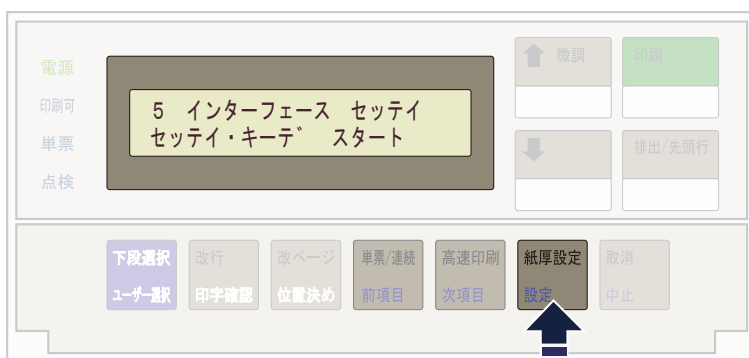 電源
印刷可
単票
点検
5 インターフェース セッテイ
セッテイ・キーデ゛ スタート
微調
印刷
排出/先頭行
下段選択
ユーザー選択
改行
印字確認
改ページ
位置決め
単票/連続
前項目
高速印刷
次項目
紙厚設定
設定
取消
中止